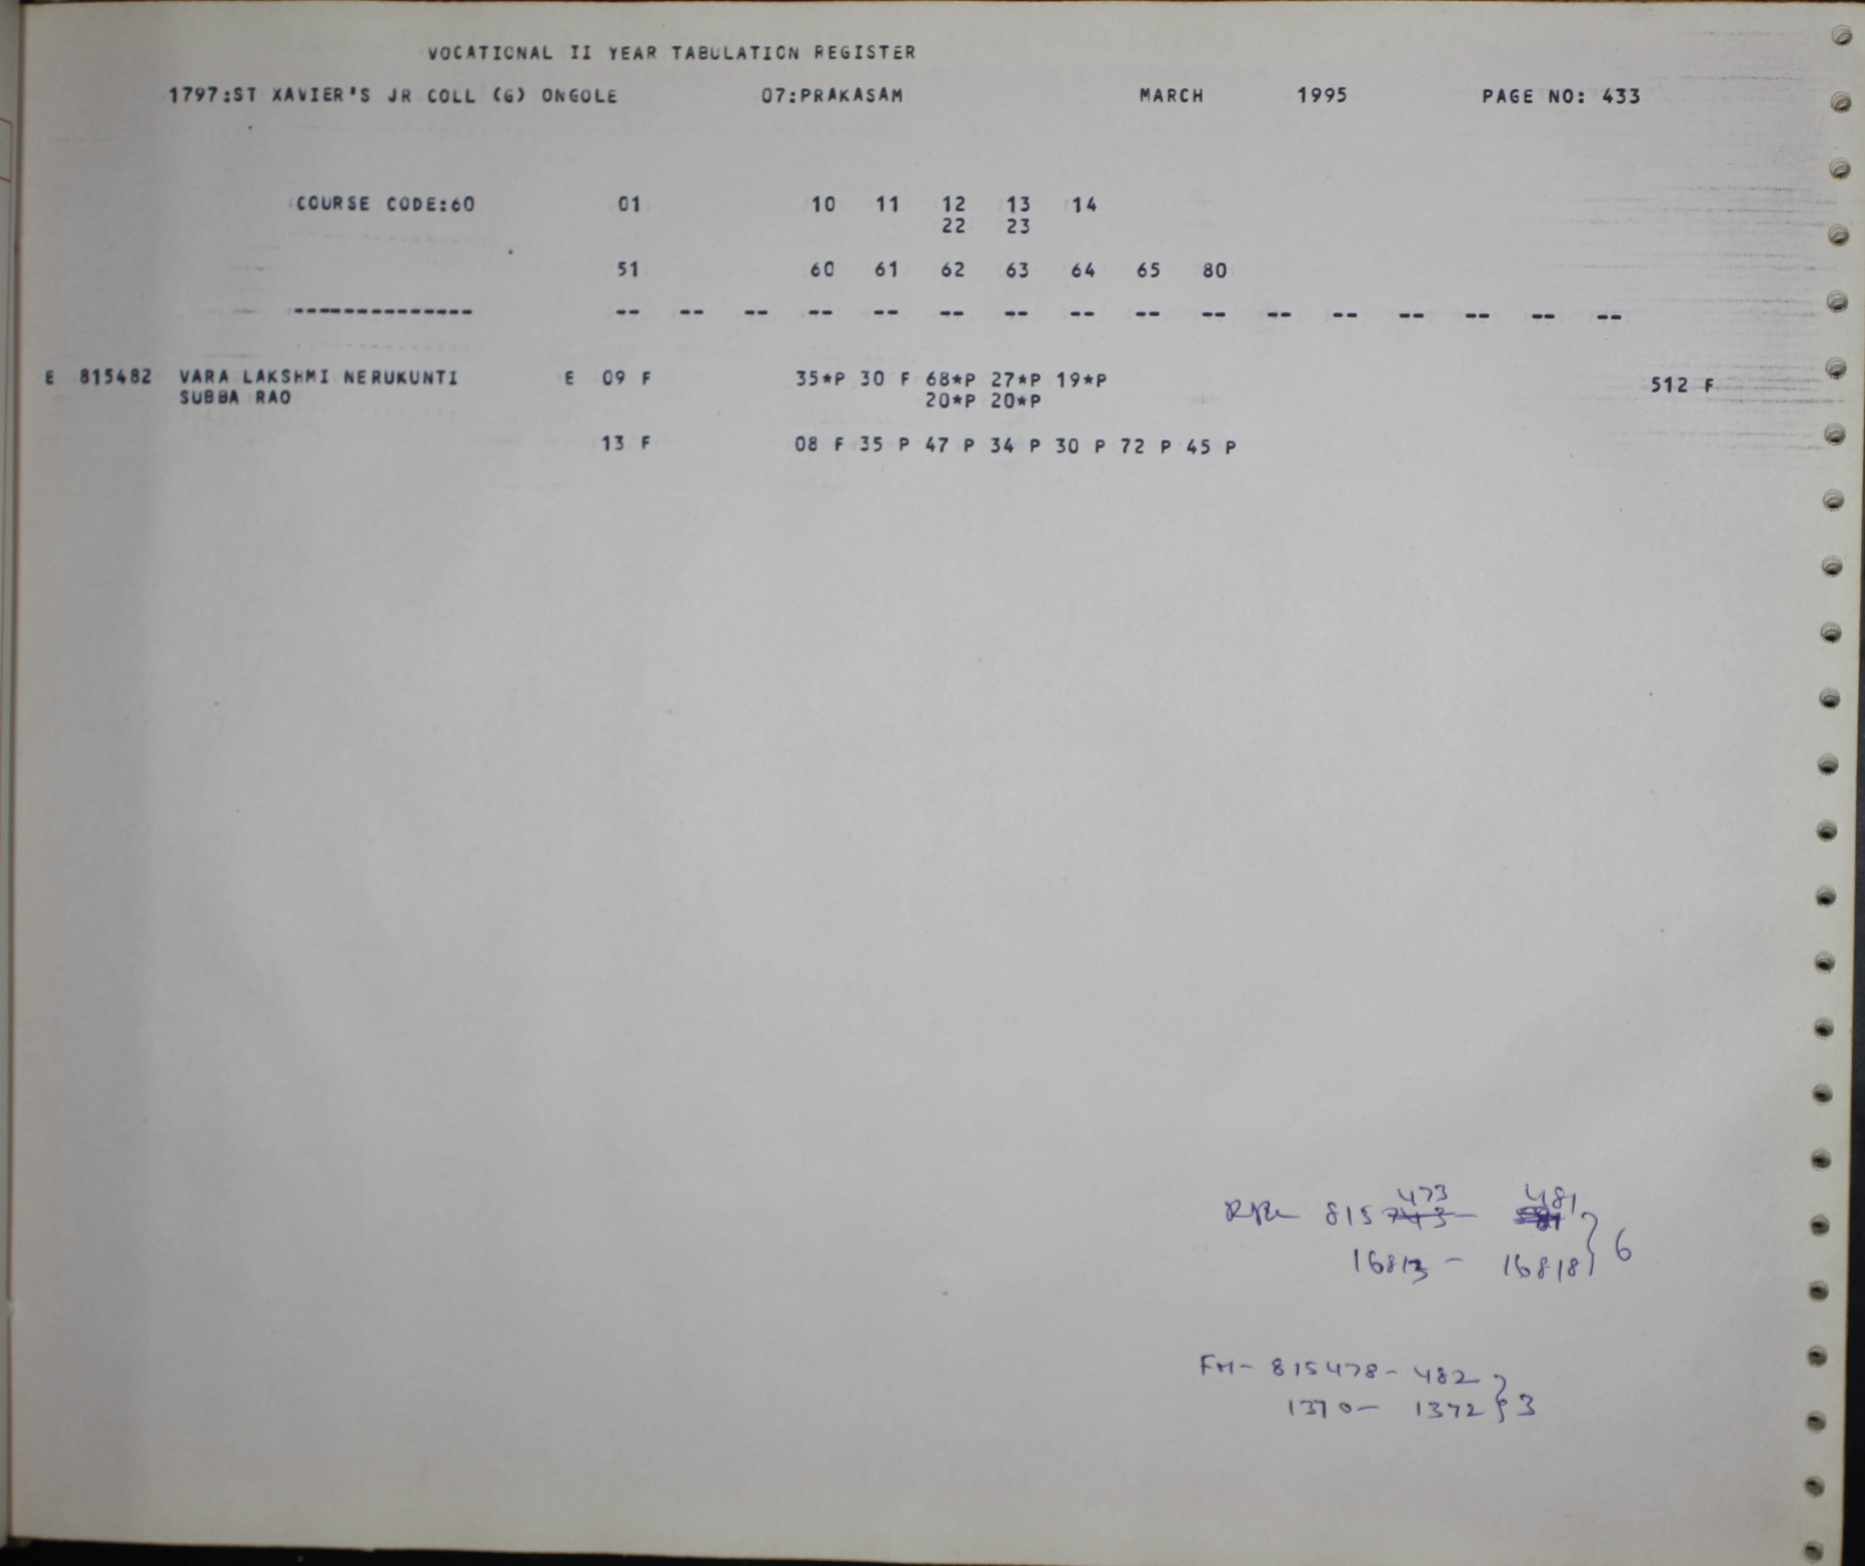 VOCATIONAL II YEAR TABULATION REGISTER
1797:ST XAVIER'S JR COLL (G) ONGOLE 07:PRAKASAM MARCH 1995 PAGE NO: 433
COURSE CODE:60 01 10 11 12 13 14
22 23
51 60 61 62 63 64 65 80
-------------- -- -- -- -- -- -- -- -- -- -- -- -- -- -- -- --
E 815482 VARA LAKSHMI NERUKUNTI E 09 F 35*P 30 F 68*P 27*P 19*P 512 F
SUBBA RAO 20*P 20*P
13 F 08 F 35 P 47 P 34 P 30 P 72 P 45 P
473 481
815 -
16813 - 16818 } 6
FM- 815478- 482
1370- 1372 } 3